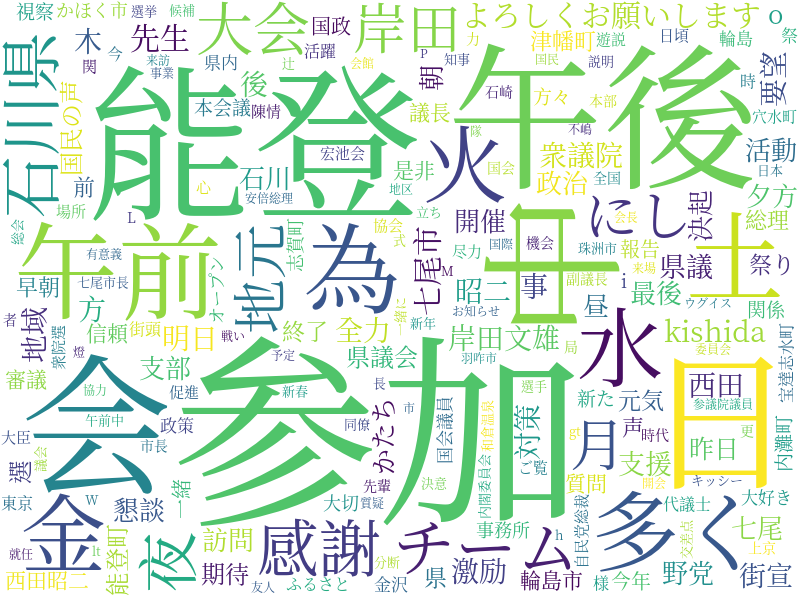 視察
かほく市
選挙
候補
大会
岸田
よろしくお願いします
o
木
今
先生
国政
力
津幡町
遊説
日頃
輪島
祭
関
来訪
事業
県内
後
活躍
辻
会館
朝
P
知事
国民
説明
要望
時
石川県
国民の声
能登
本会議
陳情
議長
石崎
方々
本部
穴水町
午後
火
隊
不嶋
衆議院
活動
前
心
石川
宏池会
是非
国会
政治
全国
日本
夕方
総会
場所
L
安倍総理
地区
立ち
開催
会長
にし
決起
総理
午前
為
有意義
七尾市長
オープン
志賀町
地元
協会
式
一緒に
七尾市
尽力
国際
M
機会
珠洲市
報告
来場
土
県議
祭り
早朝
方
昭二
事
副議長
i
最後
お知らせ
ウグイス
関係
者
地域
衆院選
信頼
街頭
戦い
明日
終了
全力
新年
昼
日
岸田文雄
局
羽咋市
水
kishida
委員会
宝達志水町
審議
燈
予定
支部
県議会
会
参加
協力
促進
新春
長
かたち
市
国会議員
和倉温泉
選手
対策
新た
元気
西田
参議院議員
午前中
政策
大臣
市長
議会
選
同僚
月
声
時代
更
内灘町
昨日
東京
W
懇談
一緒
大切
質疑
先輩
決意
内閣委員会
ご覧
gt
支援
質問
キッシー
国会
代議士
大好き
金
夜
感謝
チーム
事務所
h
自民党総裁
多く
交差点
七尾
就任
lt
能登町
訪問
期待
友人
ふるさと
分断
金沢
県
激励
輪島市
様
今年
野党
上京
街宣
西田昭二